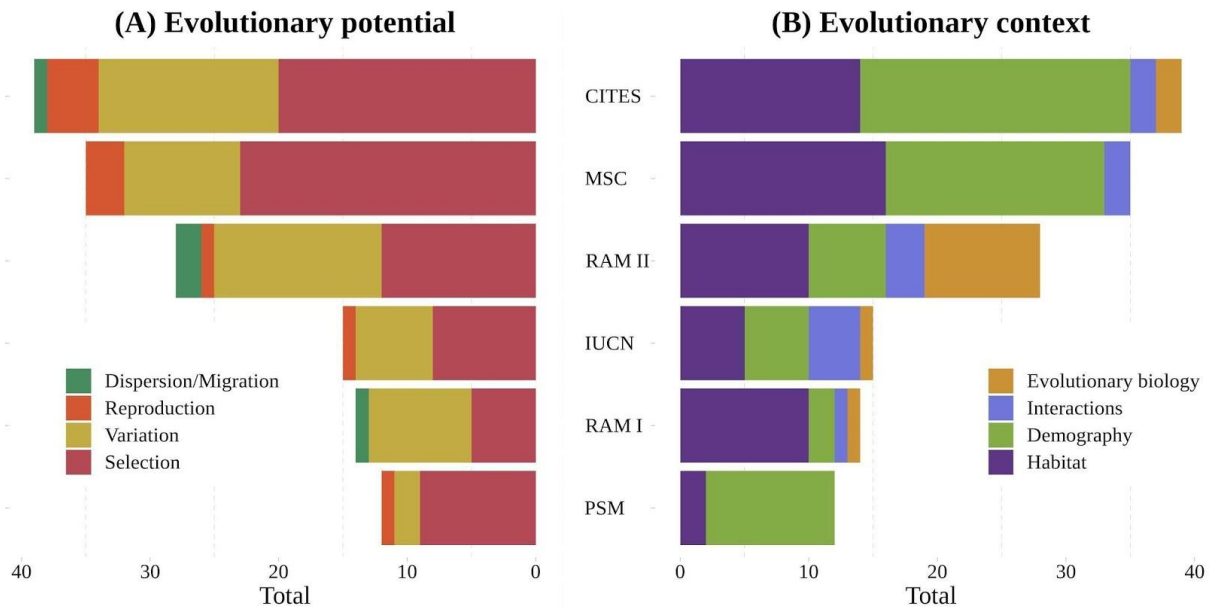 (A) Evolutionary potential
(B) Evolutionary context
CITES
MSC
RAM II
IUCN
RAM I
PSM
Dispersion/Migration
Reproduction
Variation
Selection
Evolutionary biology
Interactions
Demography
Habitat
40 30 20 10 0
Total
0 10 20 30 40
Total